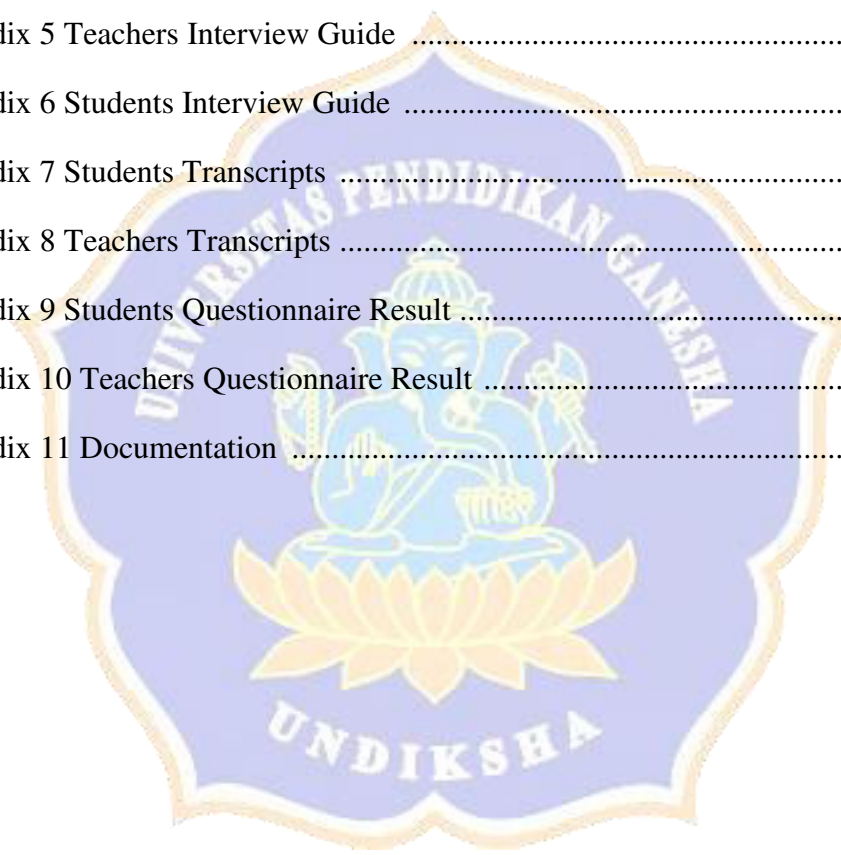 dix 5 Teachers Interview Guide ........................................................
dix 6 Students Interview Guide .........................................................
dix 7 Students Transcripts .................................................................
dix 8 Teachers Transcripts .................................................................
dix 9 Students Questionnaire Result ..................................................
dix 10 Teachers Questionnaire Result ...............................................
dix 11 Documentation .......................................................................
UNIVERSITAS PENDIDIKAN GANESHA
UNDIKSHA